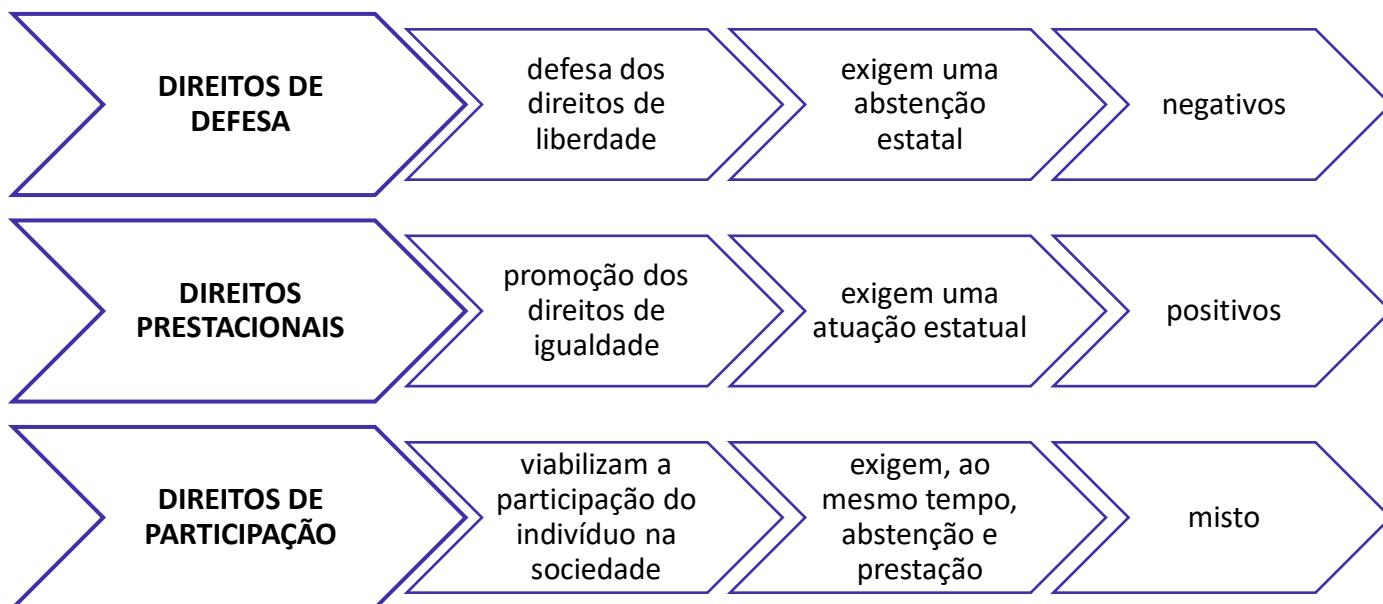 DIREITOS DE
DEFESA
defesa dos
direitos de
liberdade
exigem uma
abstenção
estatal
negativos
DIREITOS
PRESTACIONAIS
promoção dos
direitos de
igualdade
exigem uma
atuação estatual
positivos
DIREITOS DE
PARTICIPAÇÃO
viabilizam a
participação do
indivíduo na
sociedade
exigem, ao
mesmo tempo,
abstenção e
prestação
misto